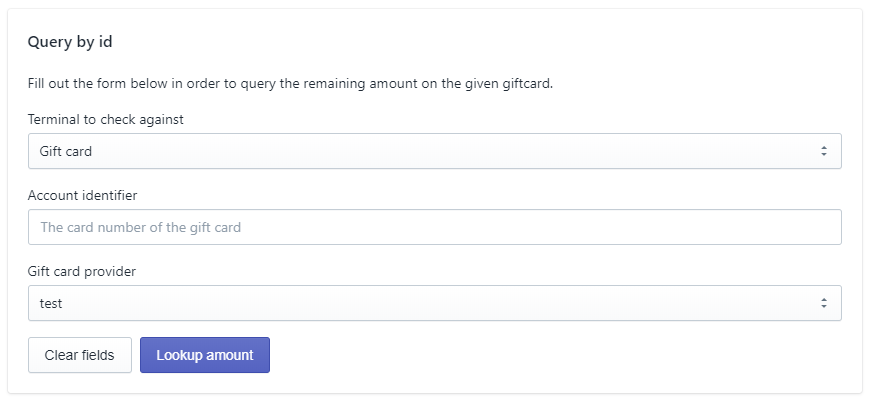 Query by id
Fill out the form below in order to query the remaining amount on the given giftcard.
Terminal to check against
Gift card
Account identifier
The card number of the gift card
Gift card provider
test
Clear fields Lookup amount